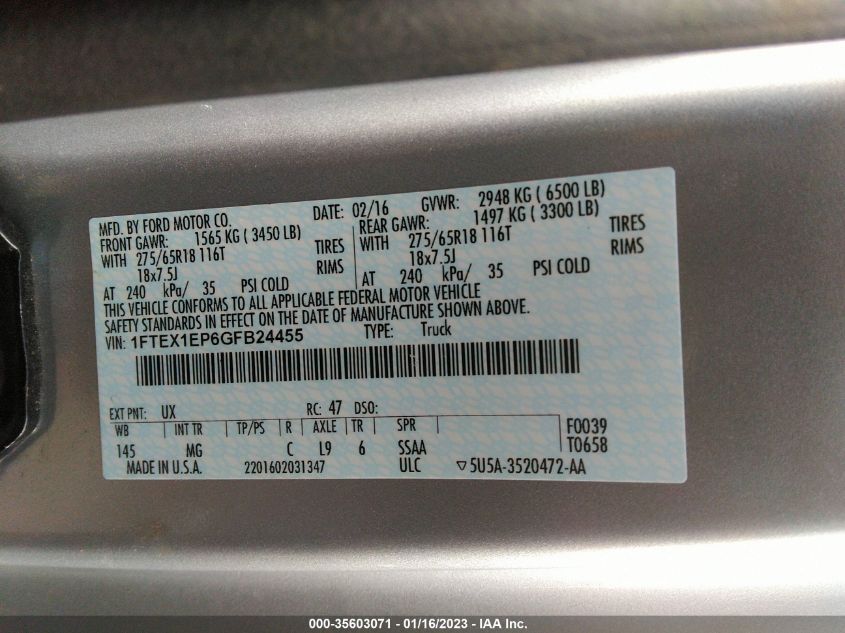 MFD. BY FORD MOTOR CO. DATE: 02/16 GVWR: 2948 KG ( 6500 LB)
FRONT GAWR: 1565 KG ( 3450 LB) REAR GAWR: 1497 KG ( 3300 LB)
WITH 275/65R18 116T TIRES WITH 275/65R18 116T TIRES
18x7.5J RIMS 18x7.5J RIMS
AT 240 kPa/ 35 PSI COLD AT 240 kPa/ 35 PSI COLD
THIS VEHICLE CONFORMS TO ALL APPLICABLE FEDERAL MOTOR VEHICLE
SAFETY STANDARDS IN EFFECT ON THE DATE OF MANUFACTURE SHOWN ABOVE.
VIN: 1FTEX1EP6GFB24455 TYPE: Truck
EXT PNT: UX RC: 47 DSO:
WB INT TR TP/PS R AXLE TR SPR F0039
145 MG C L9 6 SSAA T0658
MADE IN U.S.A. 2201602031347 ULC ▽5U5A-3520472-AA
000-35603071 - 01/16/2023 - IAA Inc.